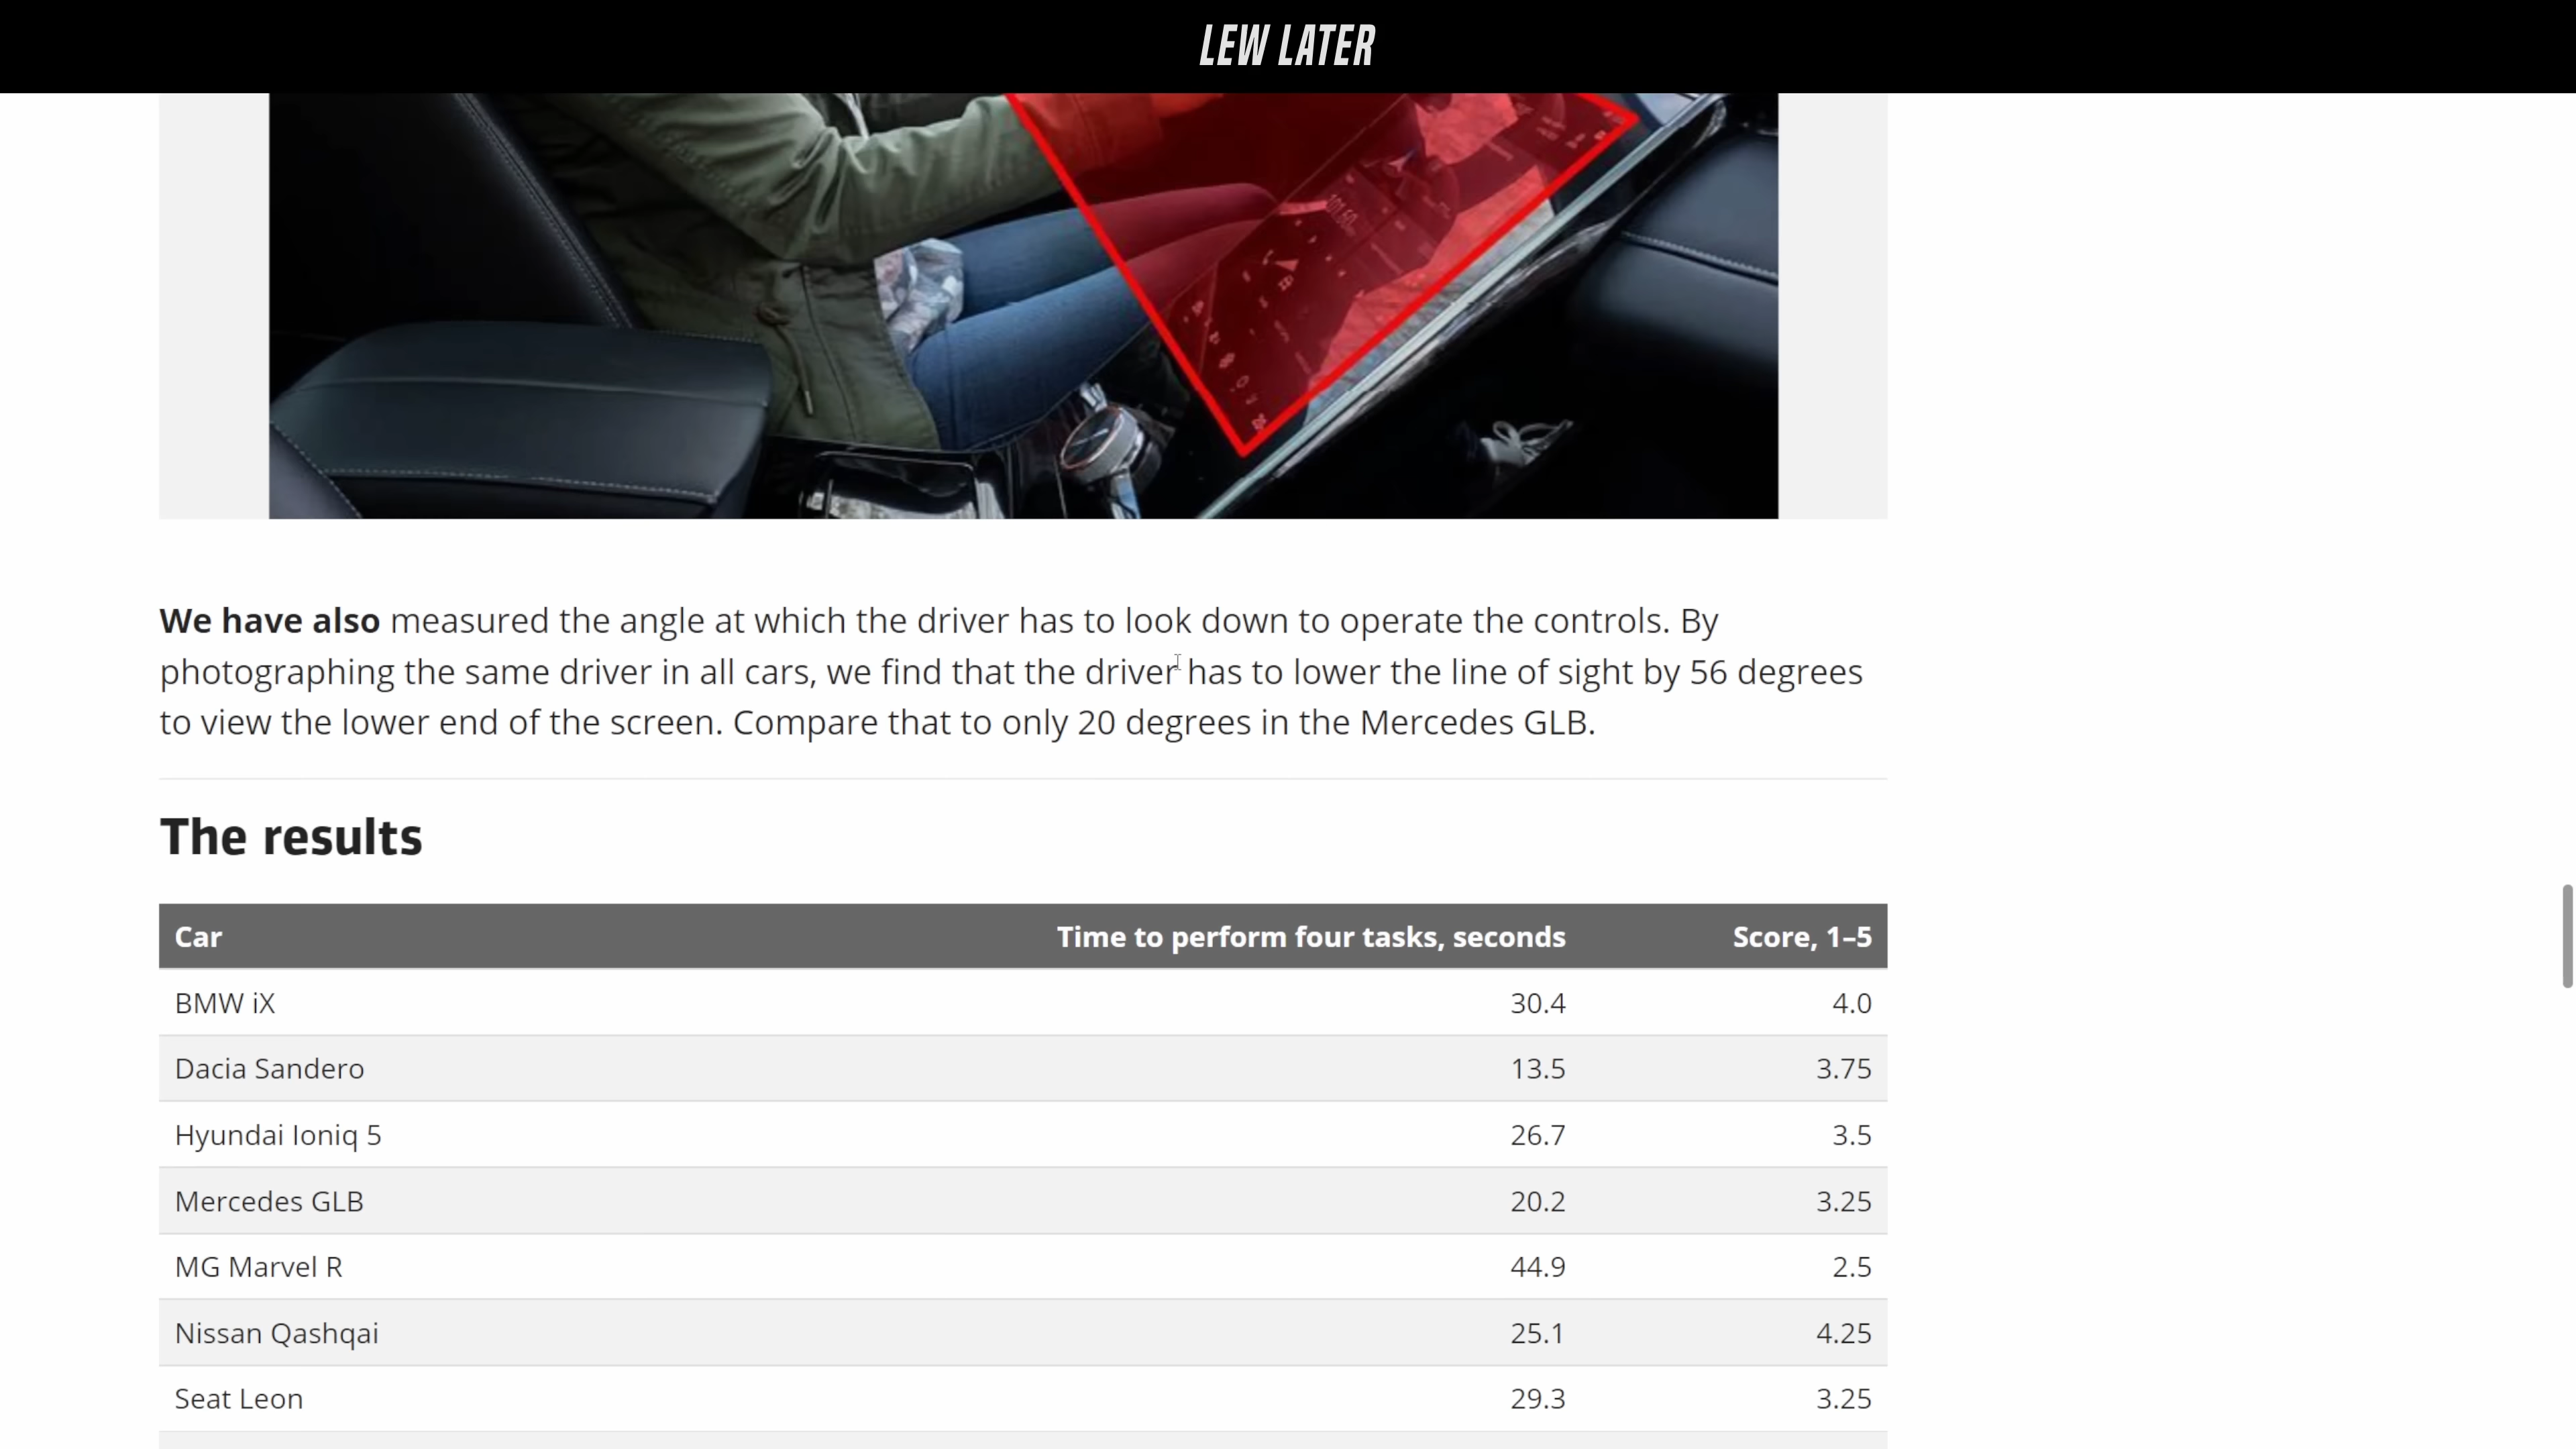 LEW LATER
We have also measured the angle at which the driver has to look down to operate the controls. By
photographing the same driver in all cars, we find that the driver has to lower the line of sight by 56 degrees
to view the lower end of the screen. Compare that to only 20 degrees in the Mercedes GLB.
The results
Car Time to perform four tasks, seconds Score, 1–5
BMW iX 30.4 4.0
Dacia Sandero 13.5 3.75
Hyundai Ioniq 5 26.7 3.5
Mercedes GLB 20.2 3.25
MG Marvel R 44.9 2.5
Nissan Qashqai 25.1 4.25
Seat Leon 29.3 3.25